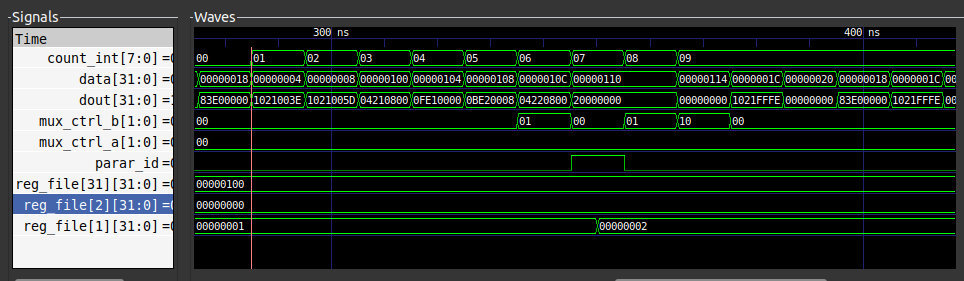 Signals
Waves
Time
300 ns
400 ns
count_int[7:0] =0
00 01 02 03 04 05 06 07 08 09
data[31:0] =0
00000018 00000004 00000008 00000100 00000104 00000108 0000010C 00000110 00000114 0000001C 00000020 00000018 0000001C 00
dout[31:0] =1
83E00000 1021003E 1021005D 04210800 0FE10000 0BE20008 04220800 20000000 00000000 1021FFFE 00000000 83E00000 1021FFFE 00
mux_ctrl_b[1:0] =0
00 01 00 01 10 00
mux_ctrl_a[1:0] =0
00
parar_id =0
reg_file[31][31:0] =0
00000100
reg_file[2][31:0] =0
00000000
reg_file[1][31:0] =0
00000001 00000002